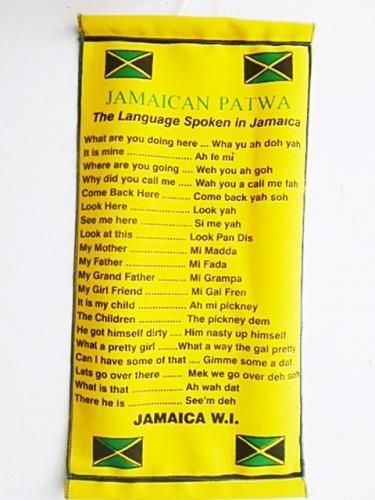 JAMAICAN PATWA
The Language Spoken in Jamaica
What are you doing here ... Wha yu ah doh yah
It is mine ...................... Ah fe mi
Where are you going .... Weh you ah goh
Why did you call me ..... Wah you a call me fah
Come Back Here ......... Come back yah soh
Look Here ................... Look yah
See me here ................ Si me yah
Look at this ................. Look Pan Dis
My Mother ................... Mi Madda
My Father .................... Mi Fada
My Grand Father ......... Mi Grampa
My Girl Friend ............. Mi Gal Fren
It is my child ............... Ah mi pickney
The Children ............... The pickney dem
He got himself dirty .... Him nasty up himself
What a pretty girl .......What a way the gal pretty
Can I have some of that .... Gimme some a dat
Lets go over there ....... Mek we go over deh soh
What is that ................. Ah wah dat
There he is ................... See'm deh
JAMAICA W.I.